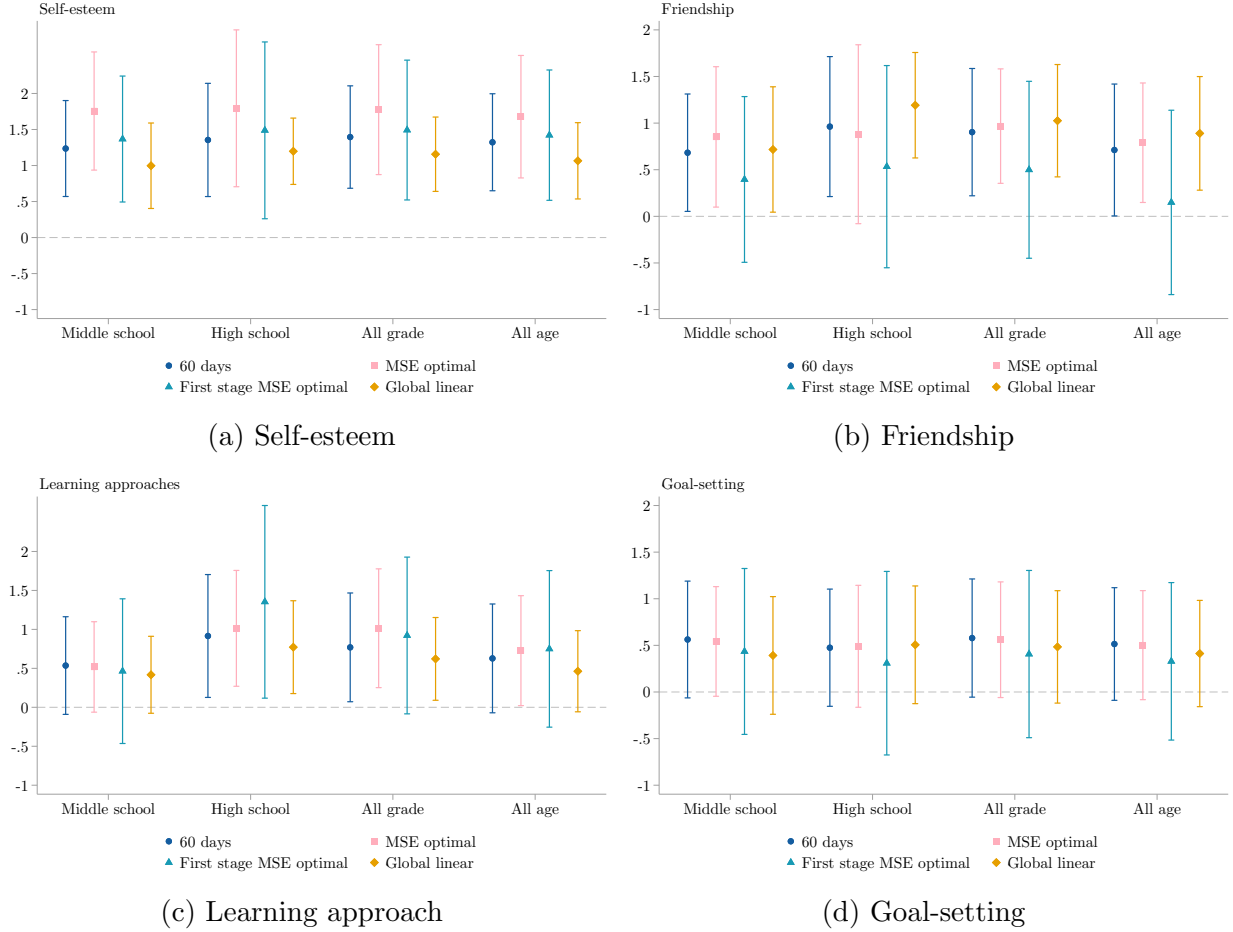 Self-esteem
2
1.5
1
.5
0
-.5
-1
Middle school High school All grade All age
60 days MSE optimal
First stage MSE optimal Global linear
(a) Self-esteem
Friendship
2
1.5
1
.5
0
-.5
-1
Middle school High school All grade All age
60 days MSE optimal
First stage MSE optimal Global linear
(b) Friendship
Learning approaches
2
1.5
1
.5
0
-.5
-1
Middle school High school All grade All age
60 days MSE optimal
First stage MSE optimal Global linear
(c) Learning approach
Goal-setting
2
1.5
1
.5
0
-.5
-1
Middle school High school All grade All age
60 days MSE optimal
First stage MSE optimal Global linear
(d) Goal-setting